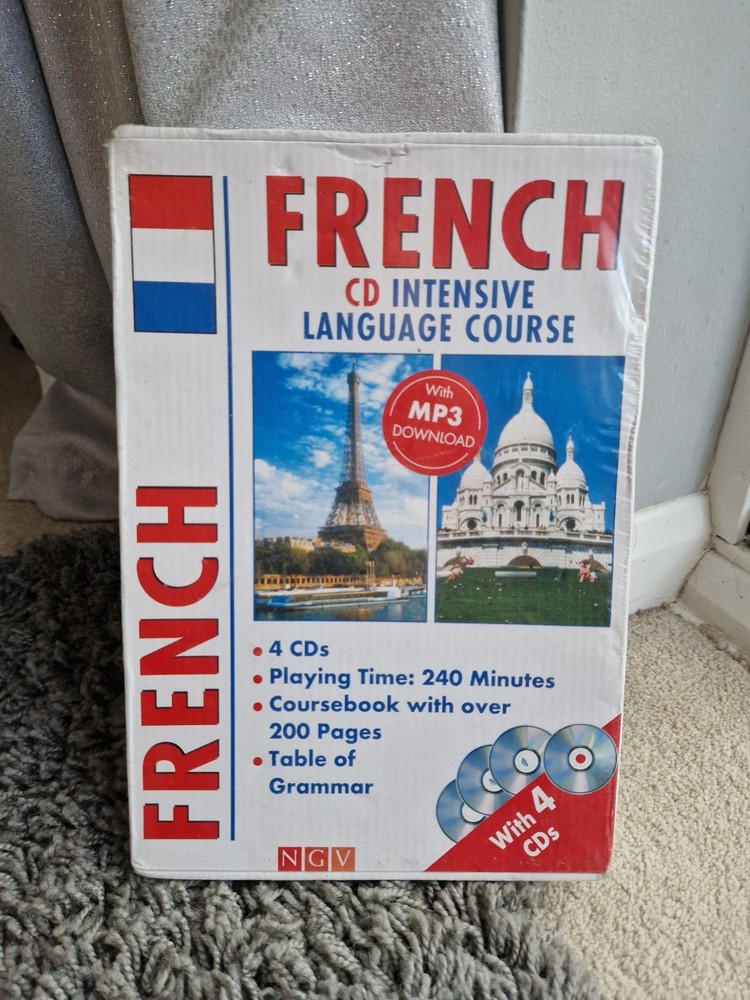 FRENCH
FRENCH
CD INTENSIVE
LANGUAGE COURSE
With
MP3
DOWNLOAD
• 4 CDs
• Playing Time: 240 Minutes
• Coursebook with over
200 Pages
• Table of
Grammar
With 4
CDs
NGV